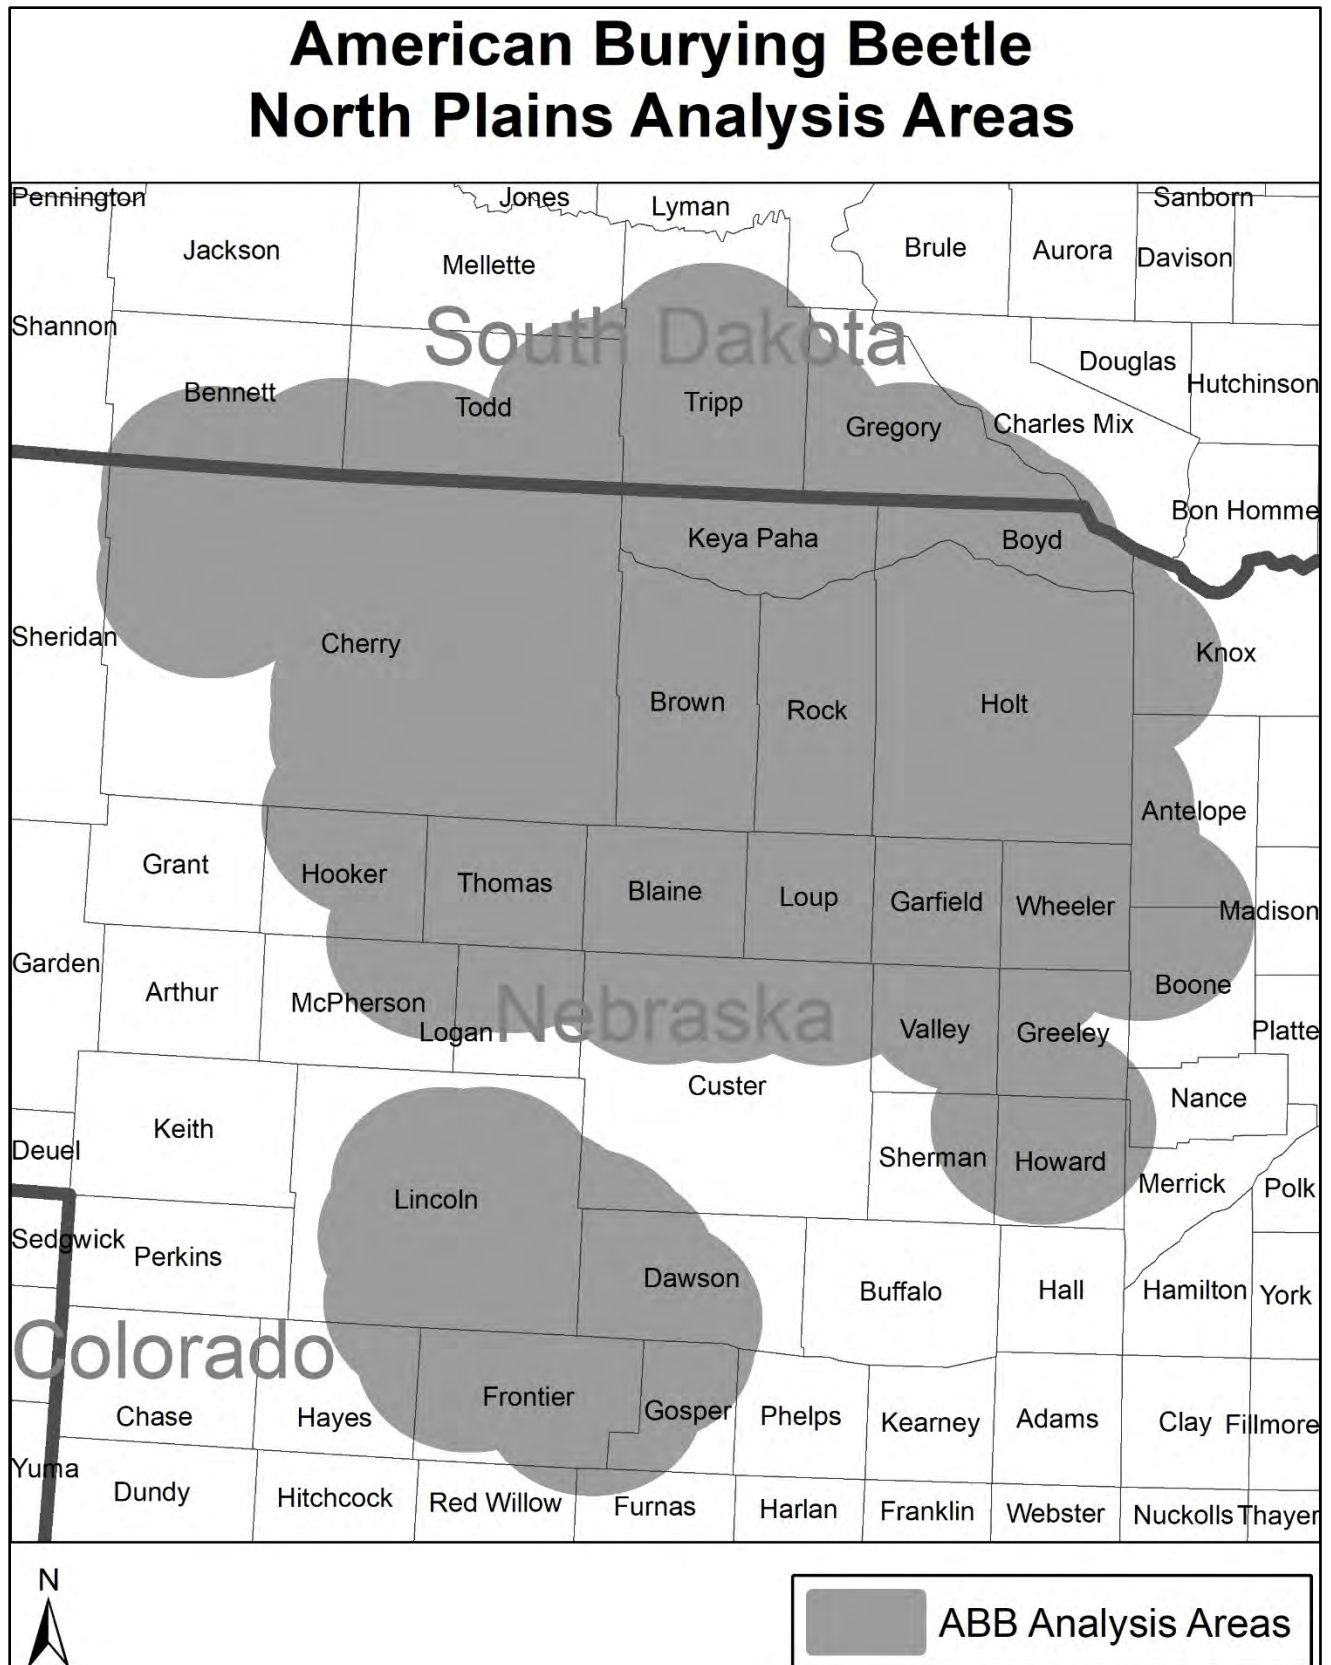 American Burying Beetle
North Plains Analysis Areas
Pennington
Jones
Lyman
Sanborn
Jackson
Mellette
Brule
Aurora
Davison
Shannon
South Dakota
Douglas
Hutchinson
Bennett
Todd
Tripp
Gregory
Charles Mix
Bon Homme
Keya Paha
Boyd
Sheridan
Cherry
Knox
Brown
Rock
Holt
Antelope
Grant
Hooker
Thomas
Blaine
Loup
Garfield
Wheeler
Madison
Garden
Arthur
McPherson
Logan
Nebraska
Valley
Greeley
Boone
Platte
Custer
Nance
Keith
Deuel
Sherman
Howard
Merrick
Polk
Lincoln
Sedgwick
Perkins
Dawson
Buffalo
Hall
Hamilton
York
Colorado
Chase
Hayes
Frontier
Gosper
Phelps
Kearney
Adams
Clay
Fillmore
Yuma
Dundy
Hitchcock
Red Willow
Furnas
Harlan
Franklin
Webster
Nuckolls
Thayer
N
ABB Analysis Areas